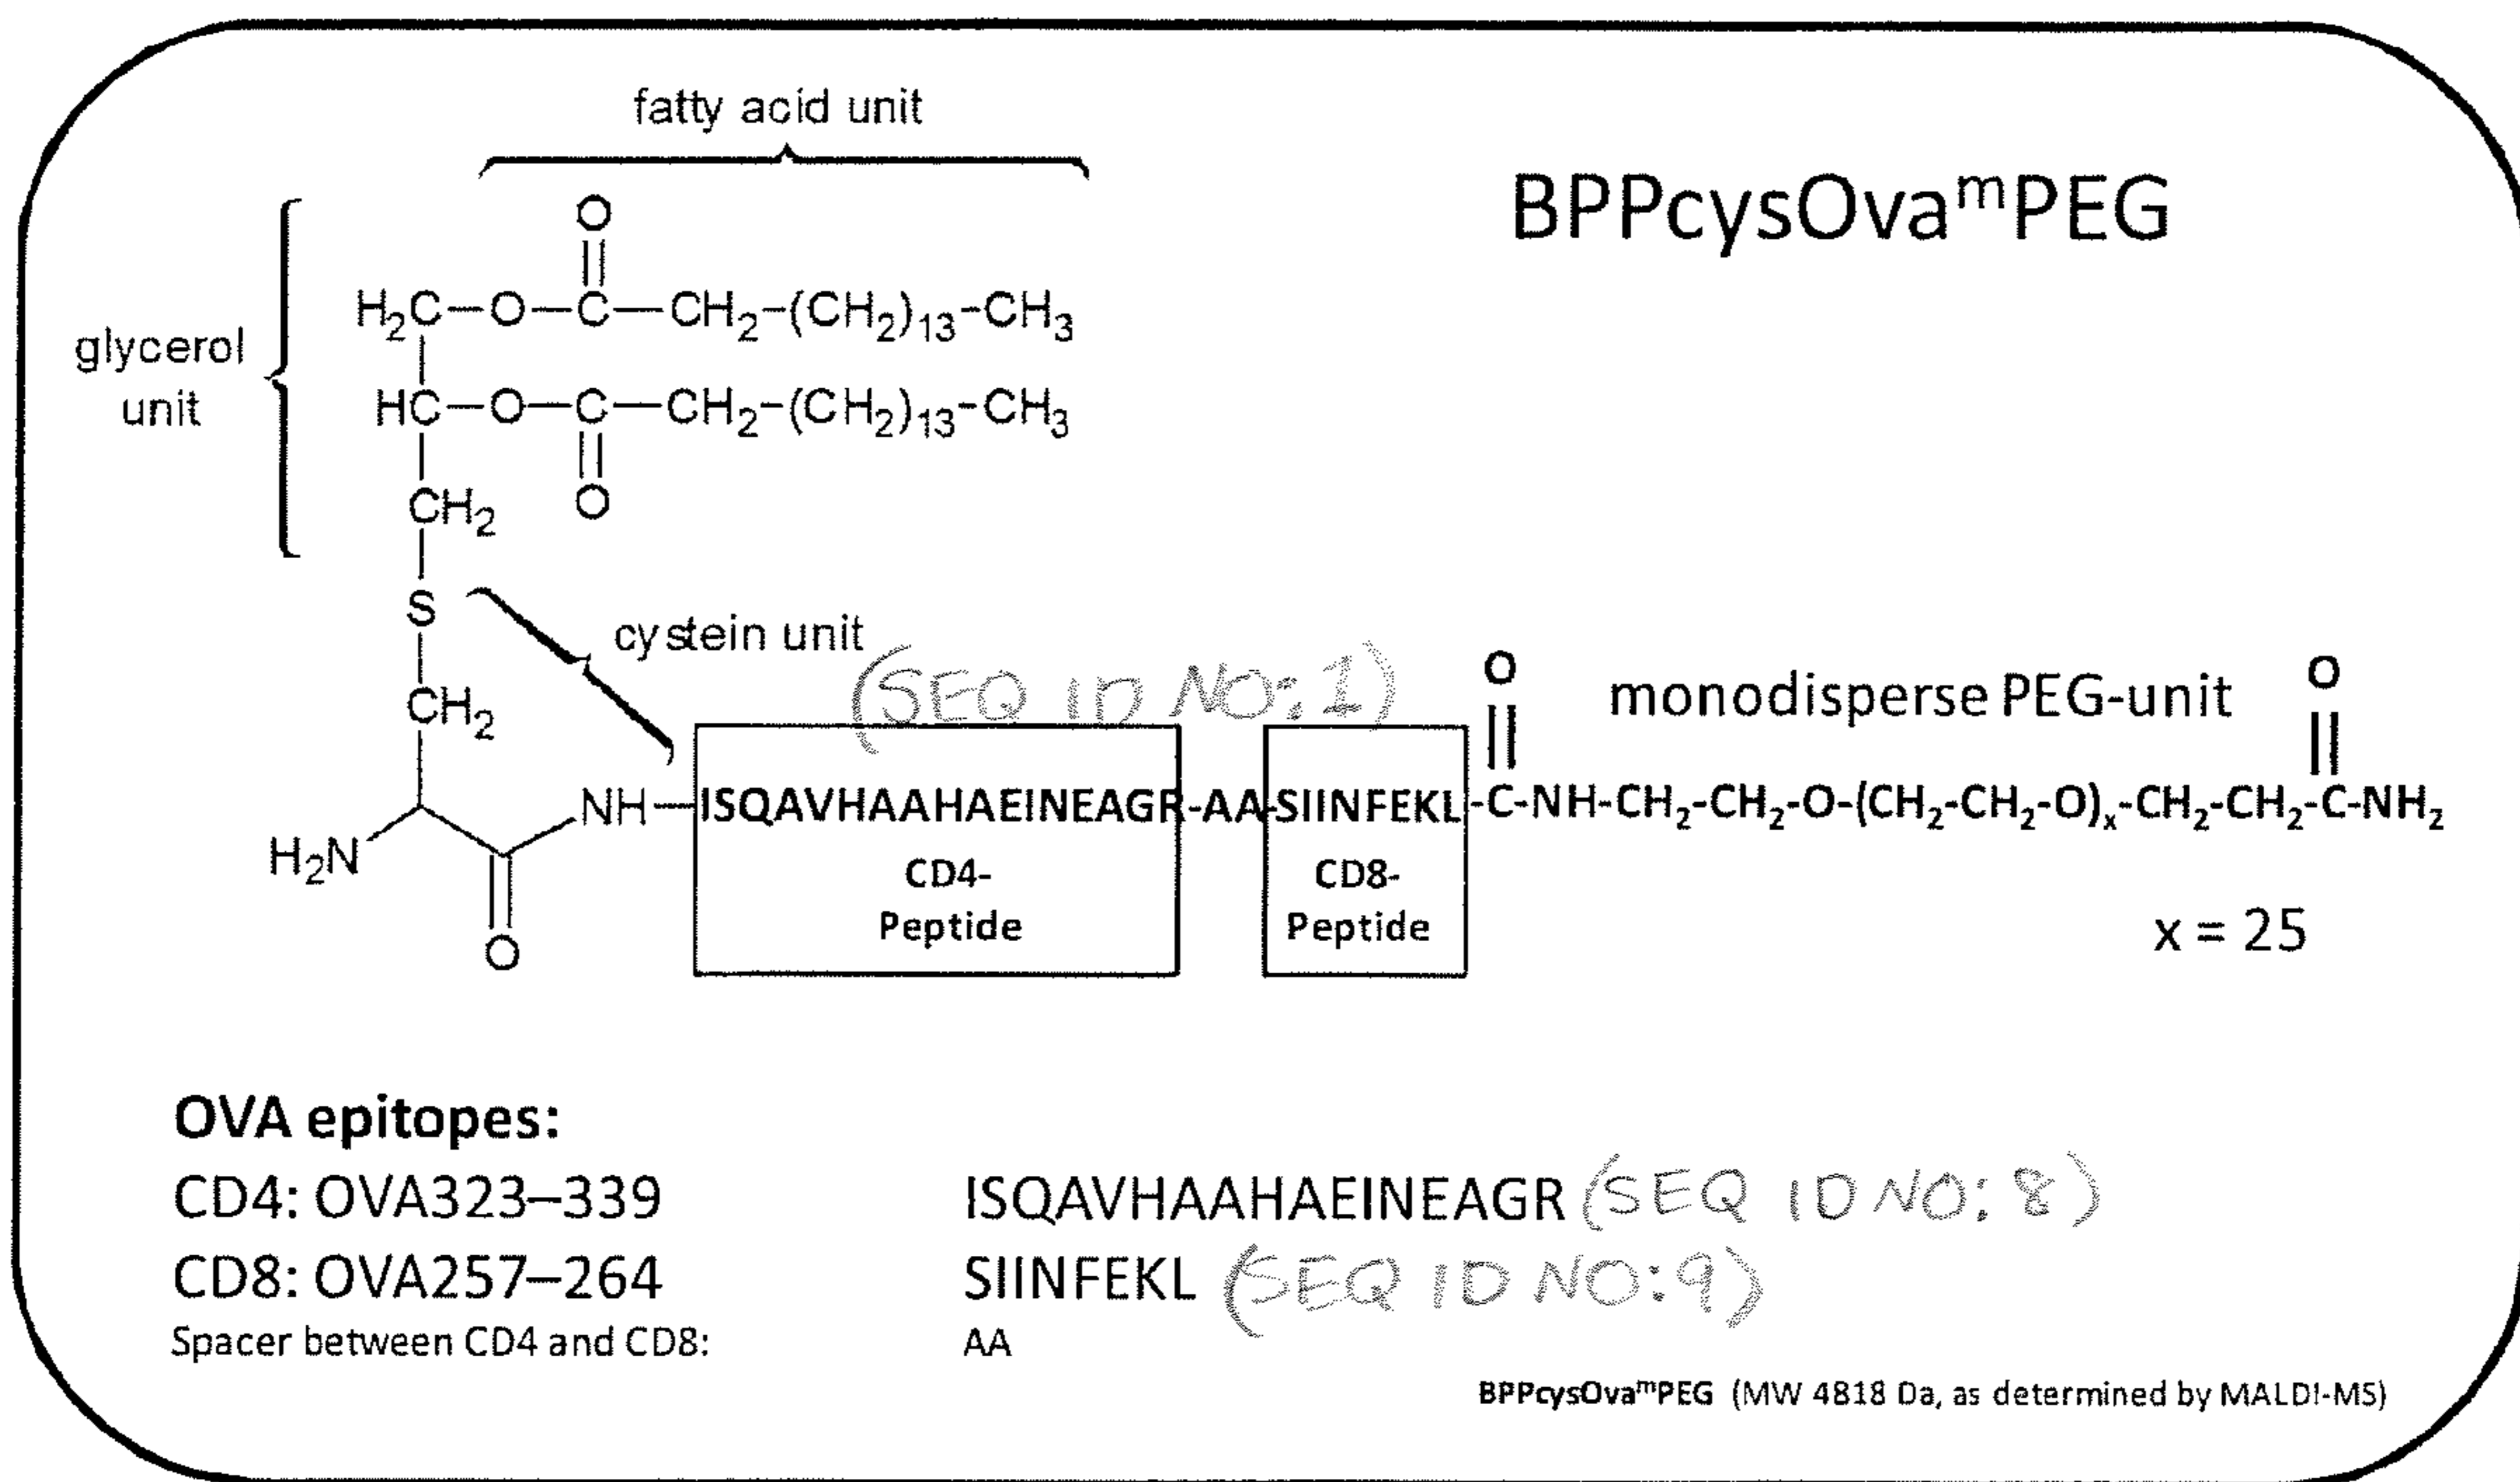 fatty acid unit
BPPcysOvaᵐPEG
O
H₂C–O–C–CH₂–(CH₂)₁₃–CH₃
glycerol
unit
HC–O–C–CH₂–(CH₂)₁₃–CH₃
O
CH₂
S
cystein unit
(SEQ ID NO: 1)
CH₂
O
monodisperse PEG-unit
O
H₂N
O
NH–ISQAVHAAHAEINEAGR-AA-SIINFEKL-C-NH-CH₂-CH₂-O-(CH₂-CH₂-O)ₓ-CH₂-CH₂-C-NH₂
CD4-
Peptide
CD8-
Peptide
x = 25
OVA epitopes:
CD4: OVA323–339 ISQAVHAAHAEINEAGR (SEQ ID NO: 8)
CD8: OVA257–264 SIINFEKL (SEQ ID NO: 9)
Spacer between CD4 and CD8: AA
BPPcysOvaᵐPEG (MW 4818 Da, as determined by MALDI-MS)